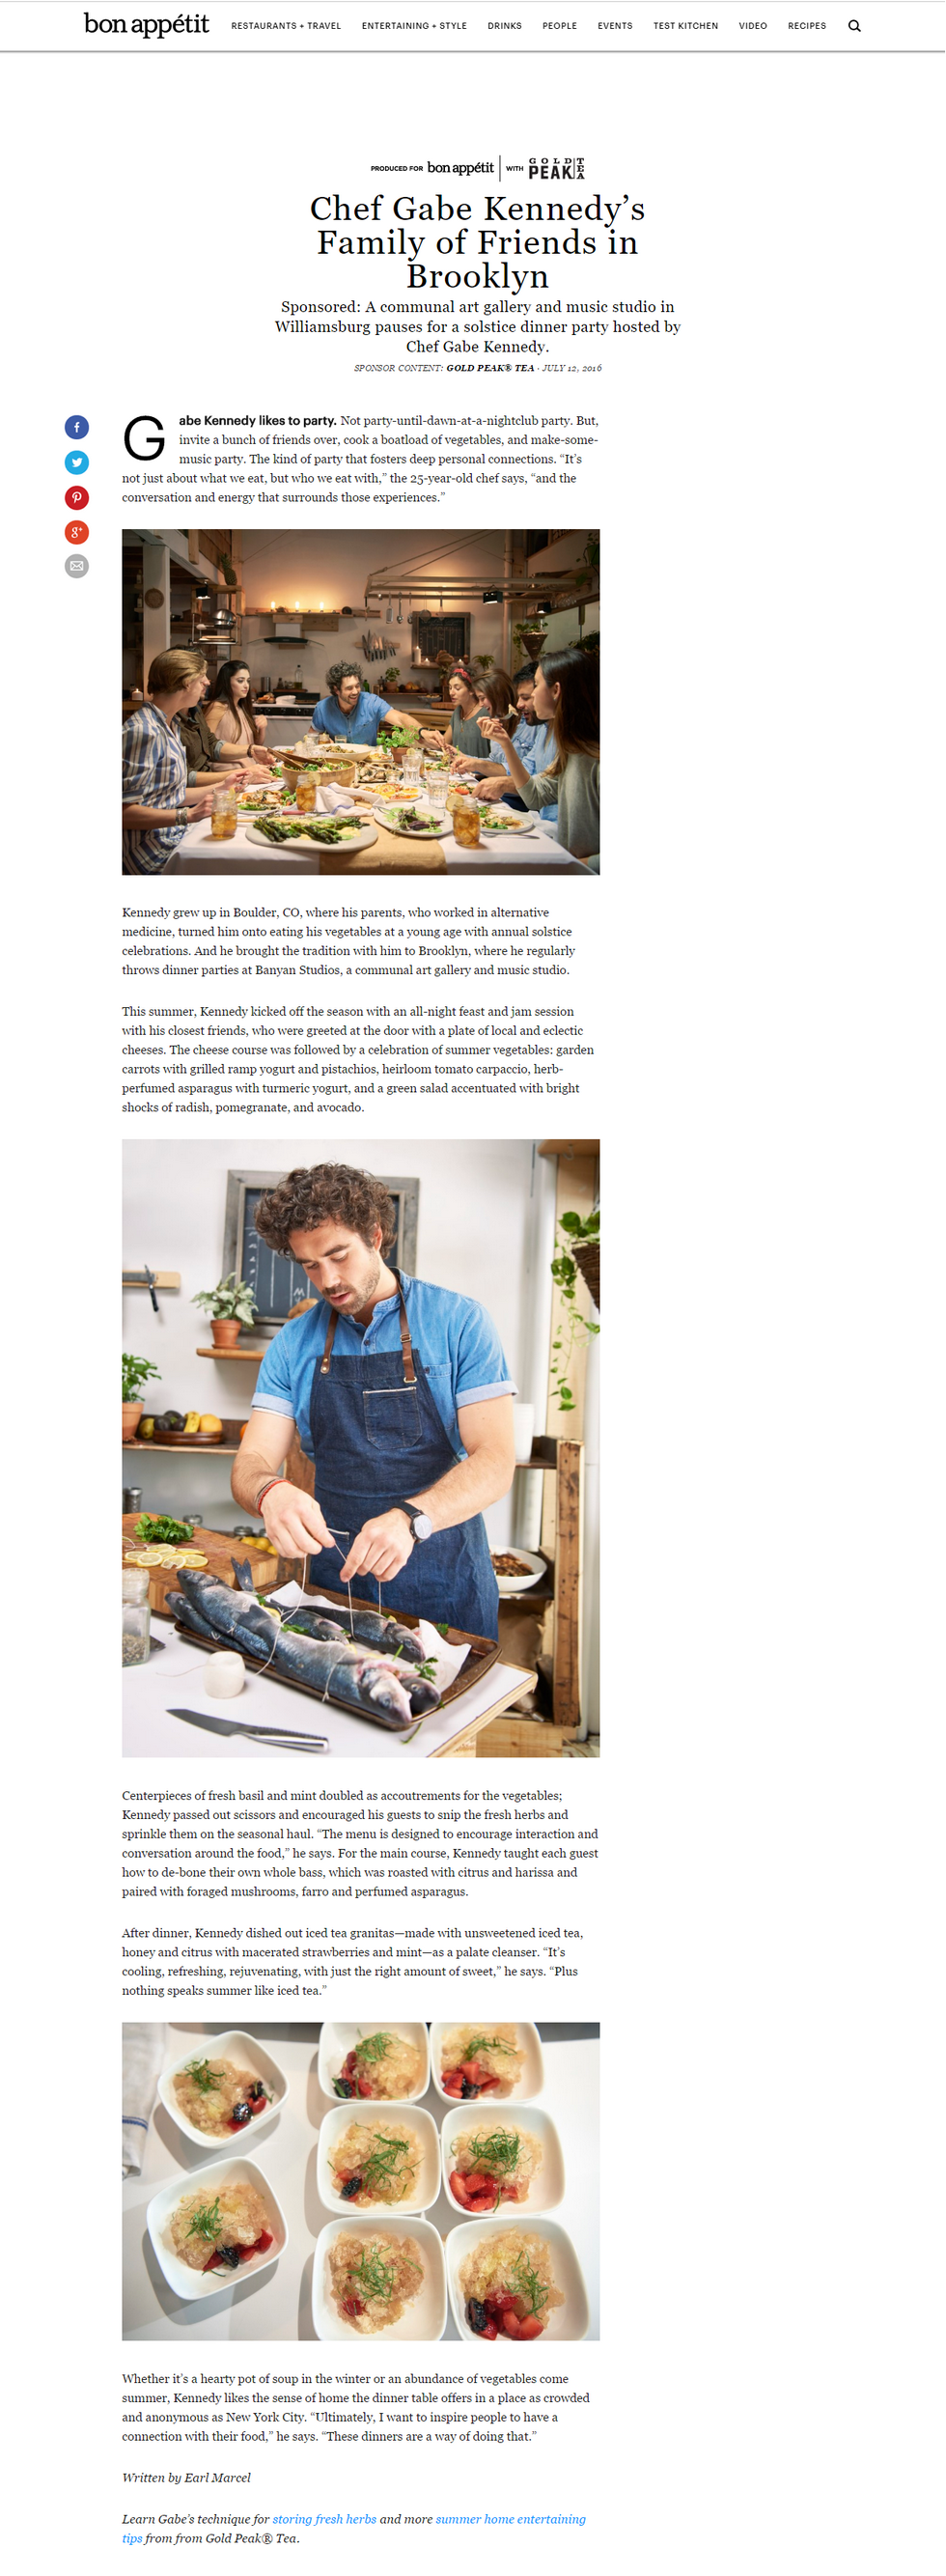 bon appétit RESTAURANTS + TRAVEL ENTERTAINING + STYLE DRINKS PEOPLE EVENTS TEST KITCHEN VIDEO RECIPES
PRODUCED FOR bon appétit WITH GOLD PEAK TEA
Chef Gabe Kennedy’s
Family of Friends in
Brooklyn
Sponsored: A communal art gallery and music studio in
Williamsburg pauses for a solstice dinner party hosted by
Chef Gabe Kennedy.
SPONSOR CONTENT: GOLD PEAK® TEA · JULY 12, 2016
Gabe Kennedy likes to party. Not party-until-dawn-at-a-nightclub party. But,
invite a bunch of friends over, cook a boatload of vegetables, and make-some-
music party. The kind of party that fosters deep personal connections. “It’s
not just about what we eat, but who we eat with,” the 25-year-old chef says, “and the
conversation and energy that surrounds those experiences.”
Kennedy grew up in Boulder, CO, where his parents, who worked in alternative
medicine, turned him onto eating his vegetables at a young age with annual solstice
celebrations. And he brought the tradition with him to Brooklyn, where he regularly
throws dinner parties at Banyan Studios, a communal art gallery and music studio.
This summer, Kennedy kicked off the season with an all-night feast and jam session
with his closest friends, who were greeted at the door with a plate of local and eclectic
cheeses. The cheese course was followed by a celebration of summer vegetables: garden
carrots with grilled ramp yogurt and pistachios, heirloom tomato carpaccio, herb-
perfumed asparagus with turmeric yogurt, and a green salad accentuated with bright
shocks of radish, pomegranate, and avocado.
Centerpieces of fresh basil and mint doubled as accoutrements for the vegetables;
Kennedy passed out scissors and encouraged his guests to snip the fresh herbs and
sprinkle them on the seasonal haul. “The menu is designed to encourage interaction and
conversation around the food,” he says. For the main course, Kennedy taught each guest
how to de-bone their own whole bass, which was roasted with citrus and harissa and
paired with foraged mushrooms, farro and perfumed asparagus.
After dinner, Kennedy dished out iced tea granitas—made with unsweetened iced tea,
honey and citrus with macerated strawberries and mint—as a palate cleanser. “It’s
cooling, refreshing, rejuvenating, with just the right amount of sweet,” he says. “Plus
nothing speaks summer like iced tea.”
Whether it’s a hearty pot of soup in the winter or an abundance of vegetables come
summer, Kennedy likes the sense of home the dinner table offers in a place as crowded
and anonymous as New York City. “Ultimately, I want to inspire people to have a
connection with their food,” he says. “These dinners are a way of doing that.”
Written by Earl Marcel
Learn Gabe’s technique for storing fresh herbs and more summer home entertaining
tips from from Gold Peak® Tea.